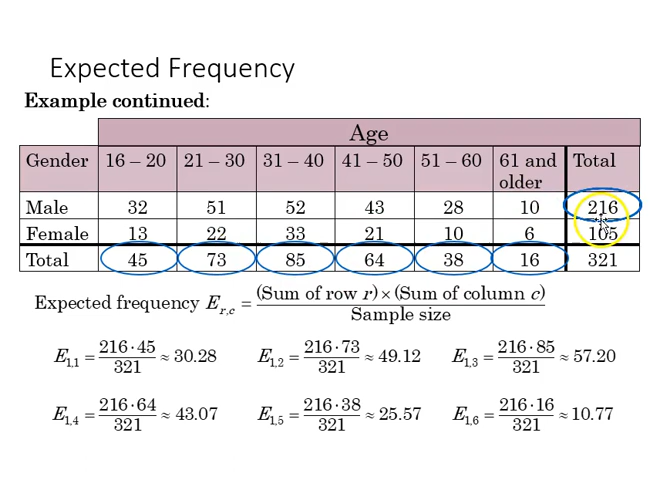 Expected Frequency
Example continued:
Age
Gender 16 – 20 21 – 30 31 – 40 41 – 50 51 – 60 61 and older Total
Male 32 51 52 43 28 10 216
Female 13 22 33 21 10 6 105
Total 45 73 85 64 38 16 321
Expected frequency E_{r,c} = (Sum of row r) × (Sum of column c) / Sample size
E_{1,1} = 216·45 / 321 ≈ 30.28 E_{1,2} = 216·73 / 321 ≈ 49.12 E_{1,3} = 216·85 / 321 ≈ 57.20
E_{1,4} = 216·64 / 321 ≈ 43.07 E_{1,5} = 216·38 / 321 ≈ 25.57 E_{1,6} = 216·16 / 321 ≈ 10.77